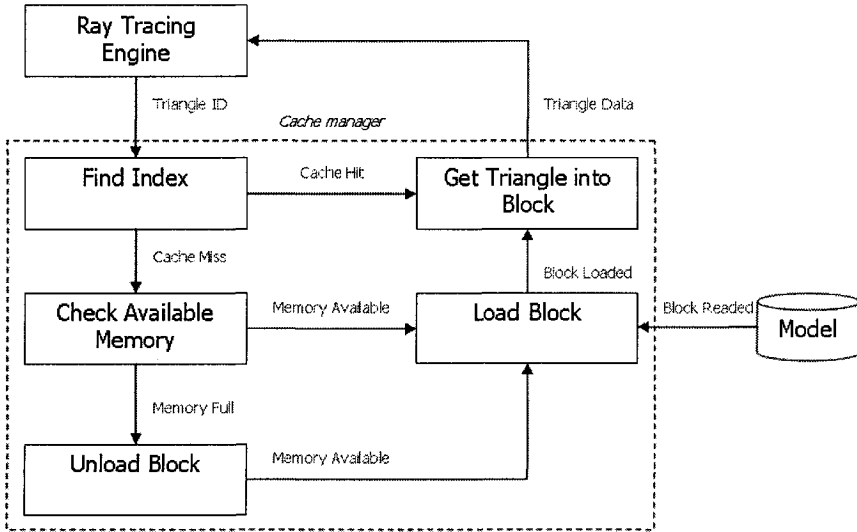 Ray Tracing
Engine
Triangle ID
Triangle Data
Cache manager
Find Index
Cache Hit
Get Triangle into
Block
Cache Miss
Block Loaded
Check Available
Memory
Memory Available
Load Block
Block Readed
Model
Memory Full
Unload Block
Memory Available